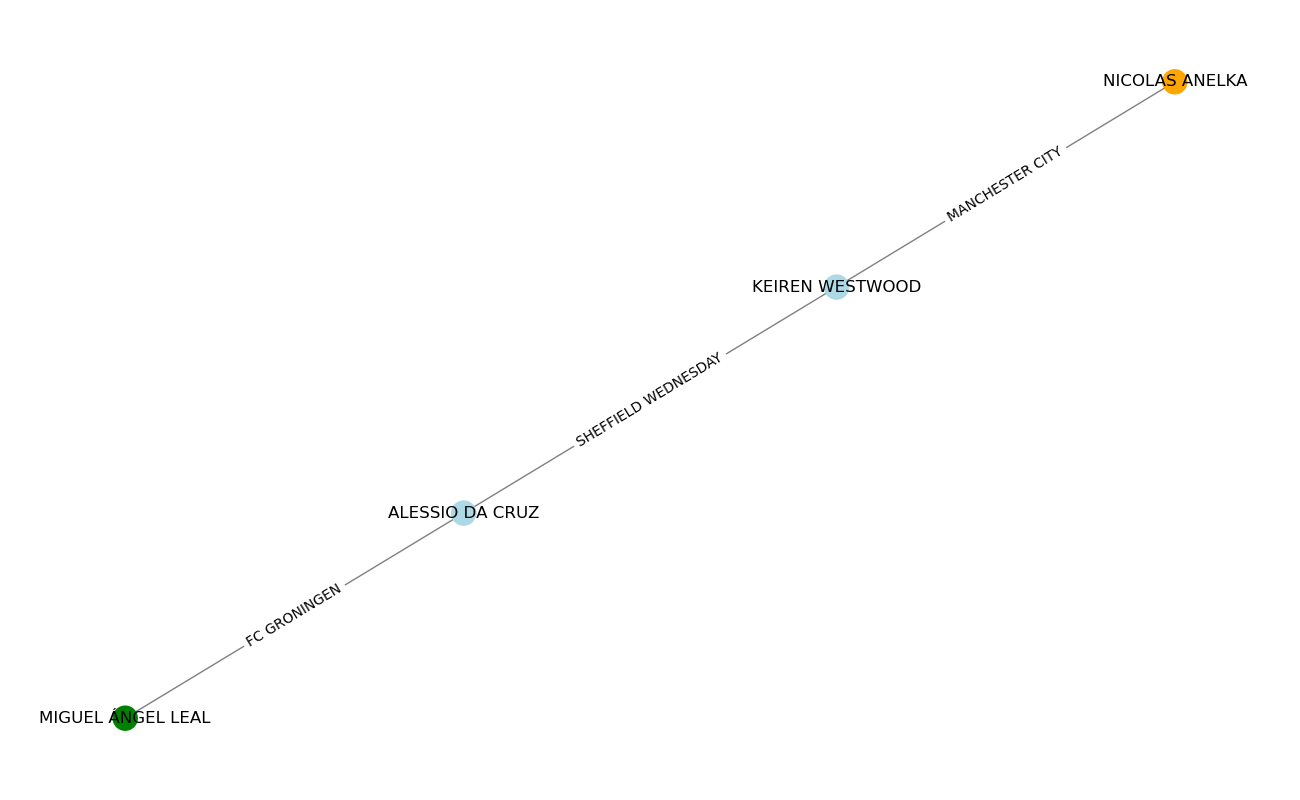 NICOLAS ANELKA
MANCHESTER CITY
KEIREN WESTWOOD
SHEFFIELD WEDNESDAY
ALESSIO DA CRUZ
FC GRONINGEN
MIGUEL ÁNGEL LEAL